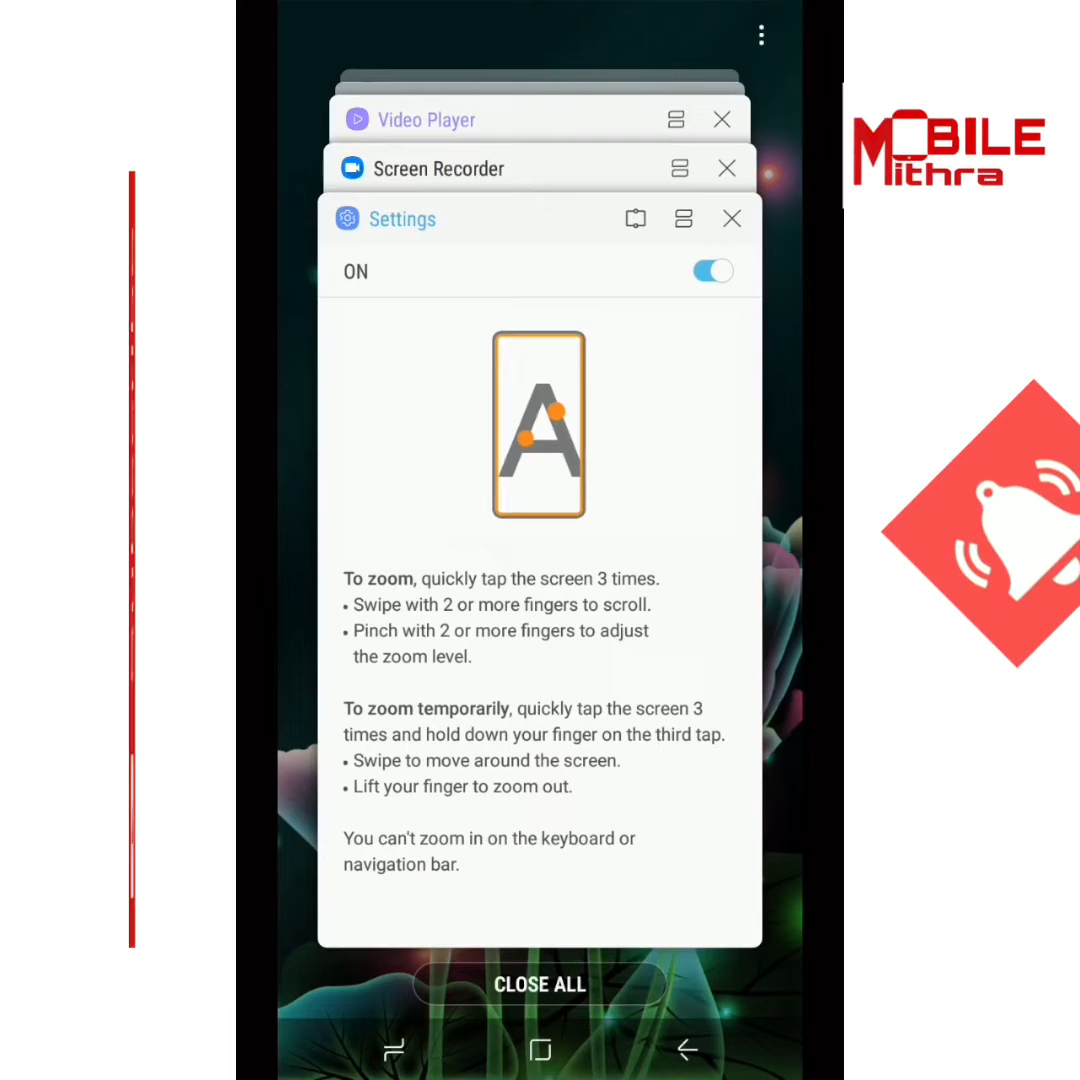 Video Player
MOBILE
Mithra
Screen Recorder
Settings
ON
A
To zoom, quickly tap the screen 3 times.
• Swipe with 2 or more fingers to scroll.
• Pinch with 2 or more fingers to adjust
the zoom level.
To zoom temporarily, quickly tap the screen 3
times and hold down your finger on the third tap.
• Swipe to move around the screen.
• Lift your finger to zoom out.
You can't zoom in on the keyboard or
navigation bar.
CLOSE ALL